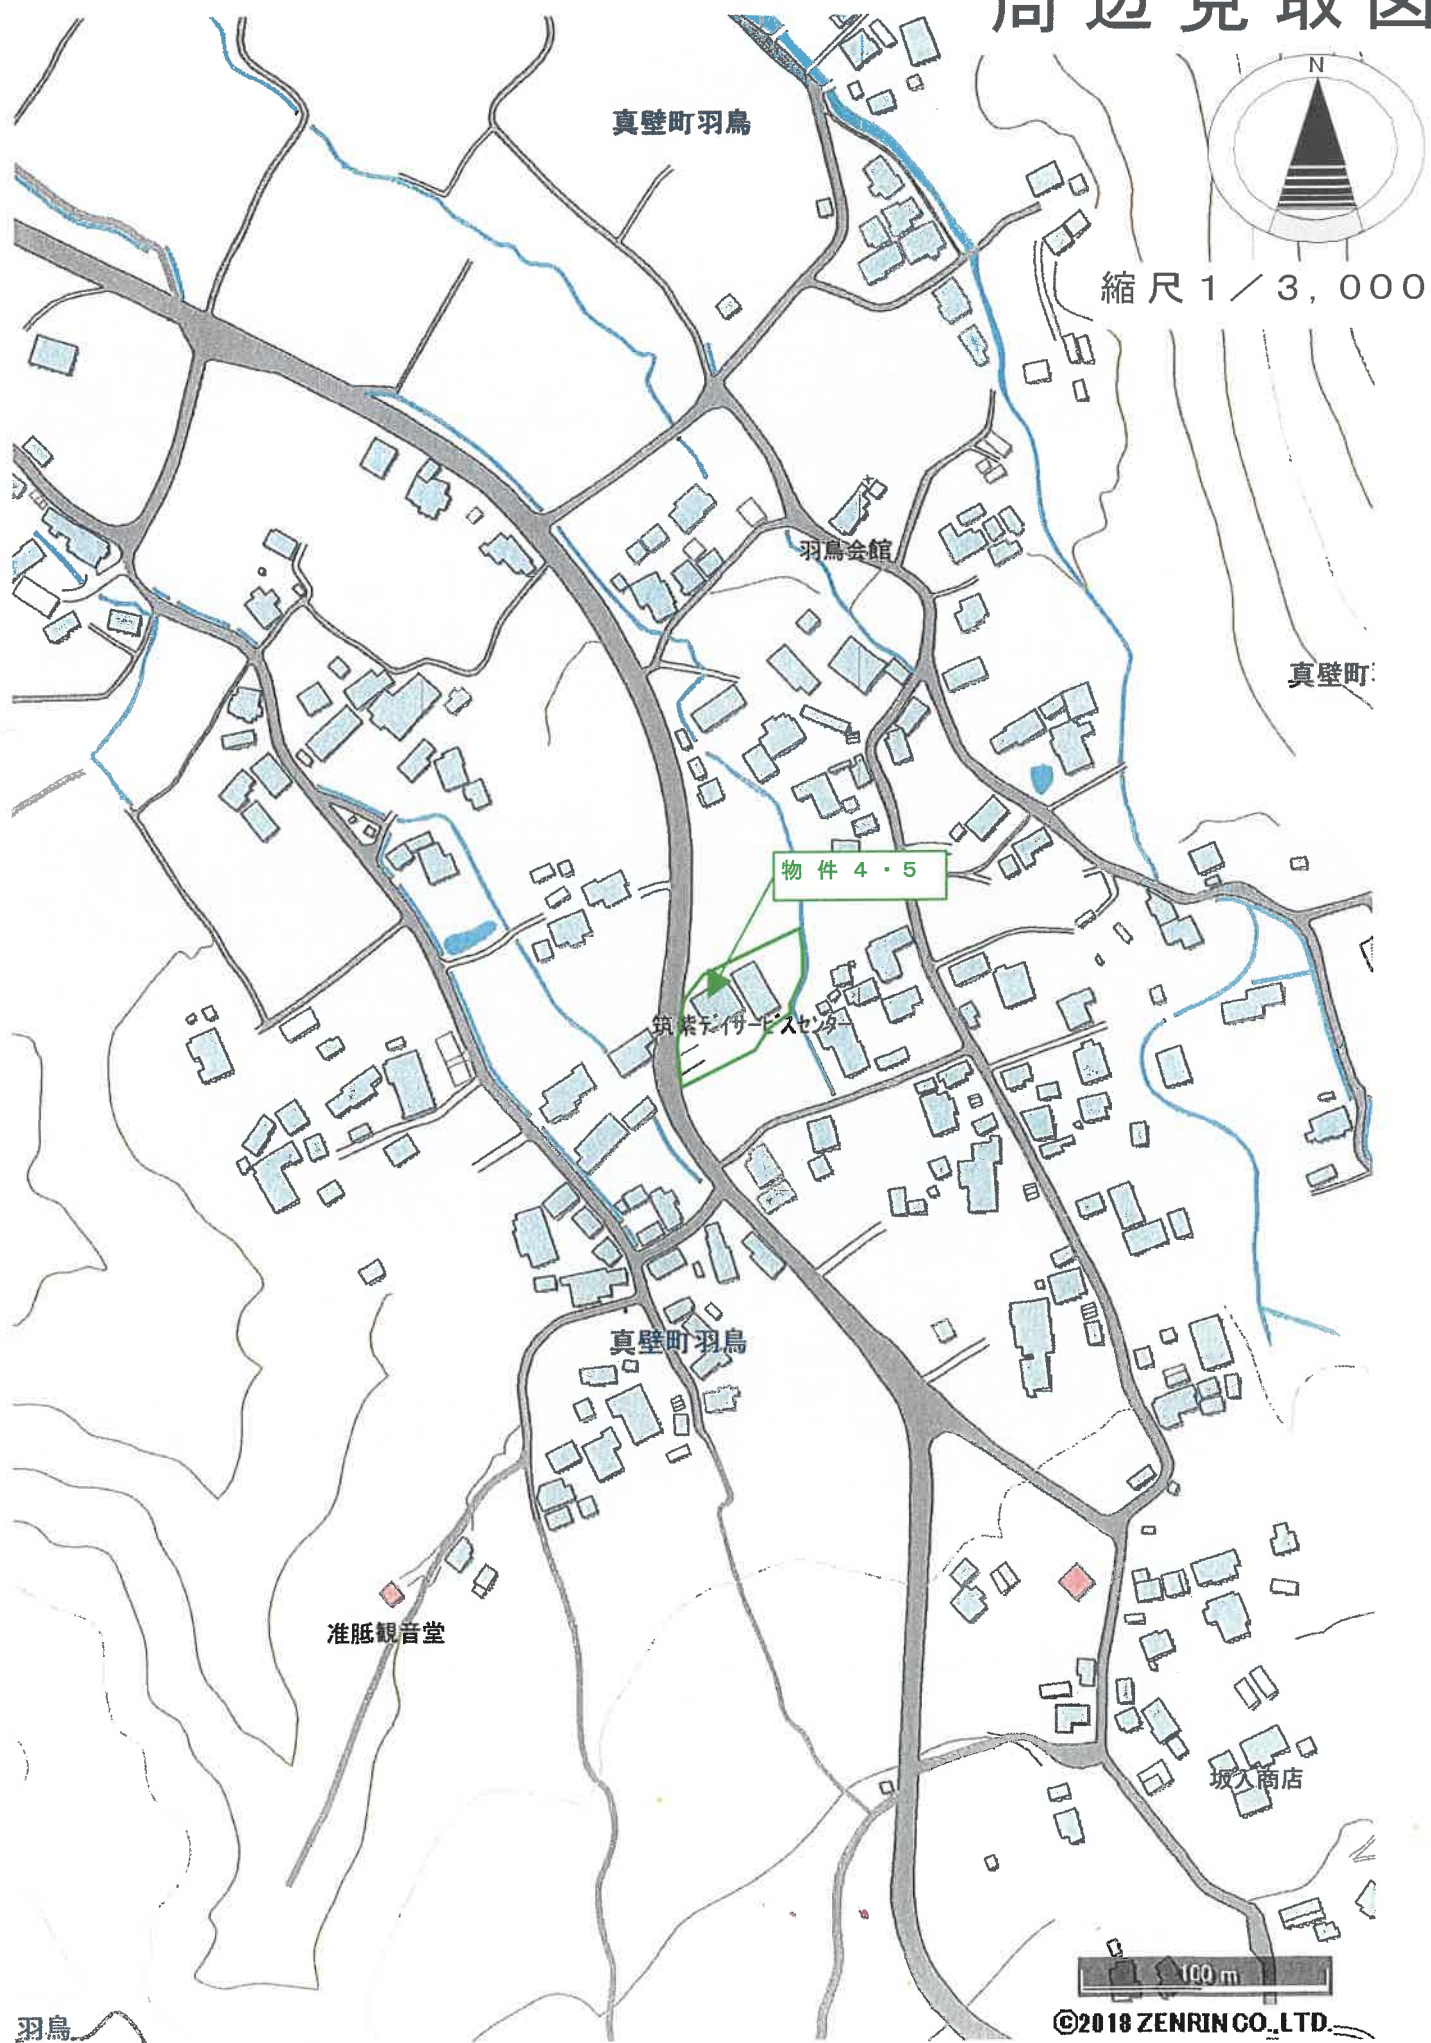 周辺見取図
N
真壁町羽鳥
縮尺1/3,000
羽鳥会館
真壁町
物件4・5
筑紫デイサービスセンター
真壁町羽鳥
准胝観音堂
坂入商店
100 m
©2018 ZENRIN CO., LTD.
羽鳥